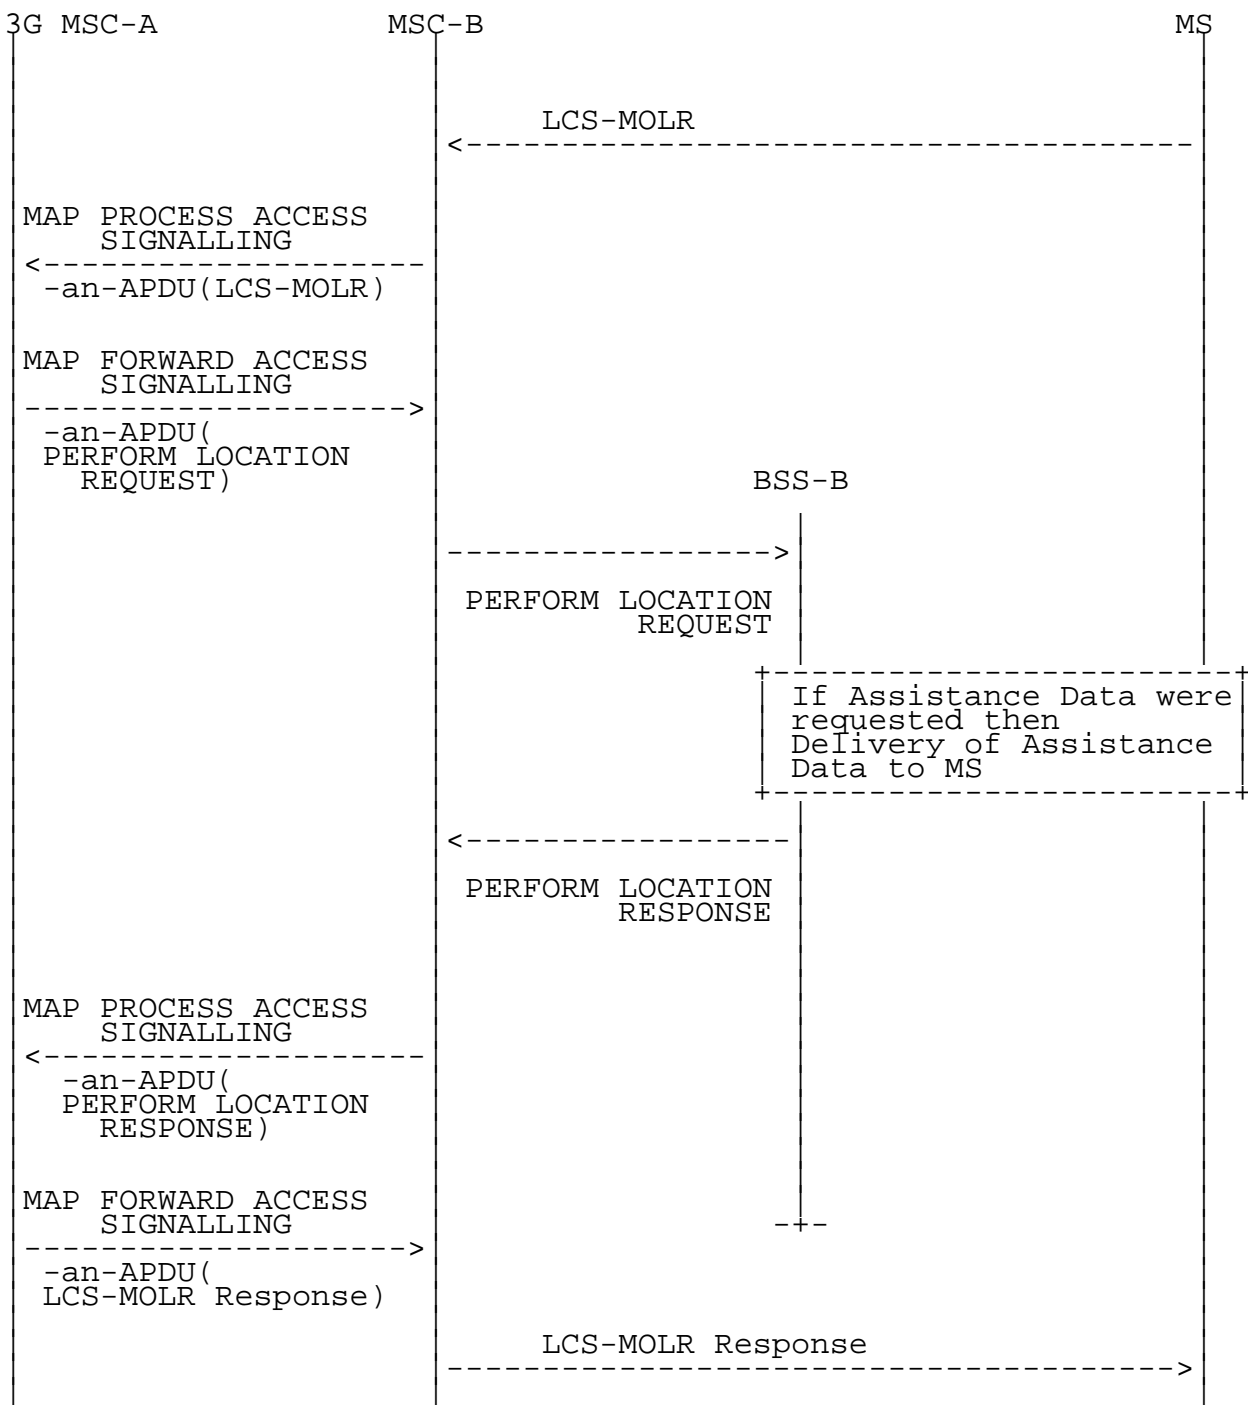 3G MSC-A MSC-B MS
LCS-MOLR
MAP PROCESS ACCESS
SIGNALLING
-an-APDU(LCS-MOLR)
MAP FORWARD ACCESS
SIGNALLING
-an-APDU(
PERFORM LOCATION
REQUEST)
BSS-B
PERFORM LOCATION
REQUEST
If Assistance Data were
requested then
Delivery of Assistance
Data to MS
PERFORM LOCATION
RESPONSE
MAP PROCESS ACCESS
SIGNALLING
-an-APDU(
PERFORM LOCATION
RESPONSE)
MAP FORWARD ACCESS
SIGNALLING
-an-APDU(
LCS-MOLR Response)
LCS-MOLR Response